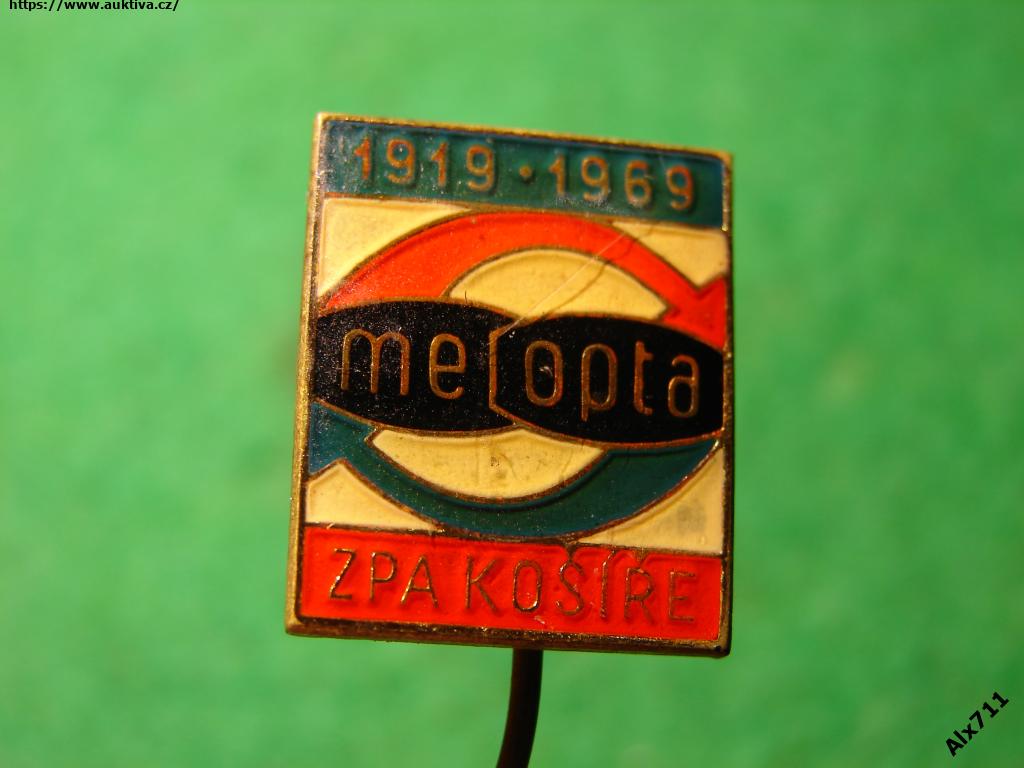 https://www.auktiva.cz/
1919 · 1969
meopta
ZPA KOŠÍŘE
Alx711